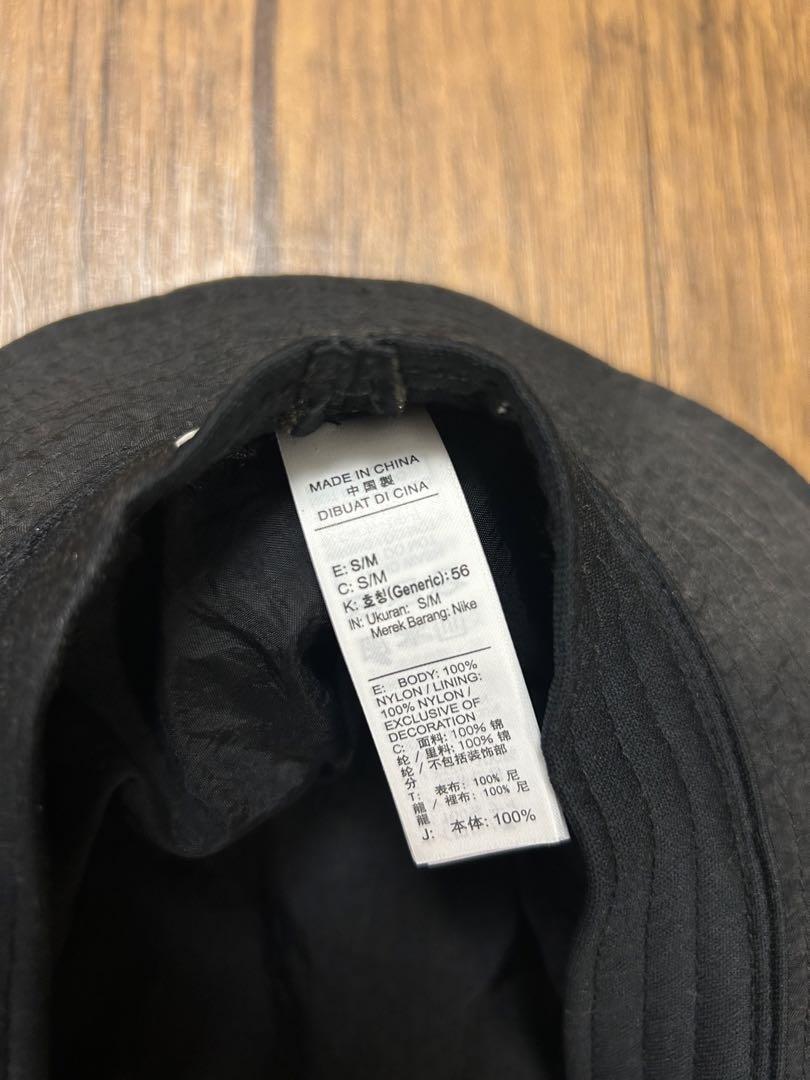 MADE IN CHINA
中国製
DIBUAT DI CINA
E: S/M
C: S/M
K: 호칭(Generic): 56
IN: Ukuran: S/M
Merek Barang: Nike
E: BODY: 100%
NYLON / LINING:
100% NYLON /
EXCLUSIVE OF
DECORATION
C: 面料: 100% 锦
纶 / 里料: 100% 锦
纶 / 不包括装饰部
分
T: 表布: 100% 尼
龍 / 裡布: 100% 尼
龍
J: 本体: 100%